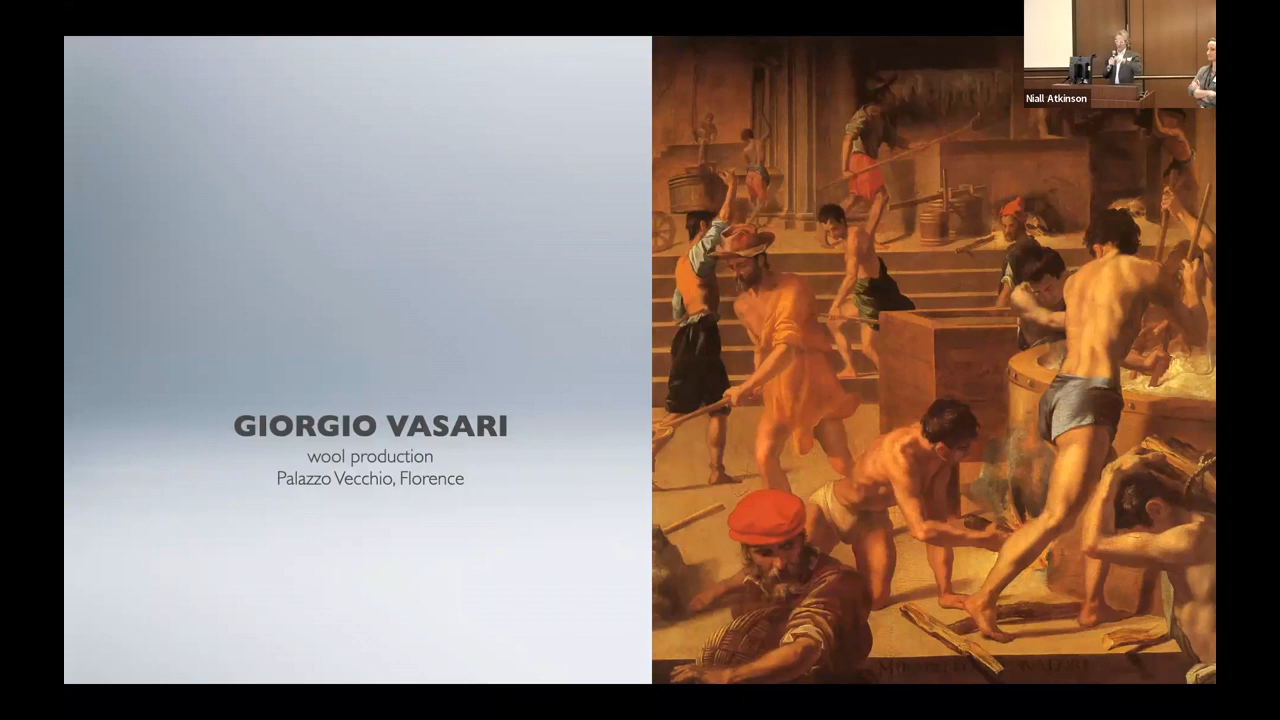 GIORGIO VASARI
wool production
Palazzo Vecchio, Florence
Niall Atkinson